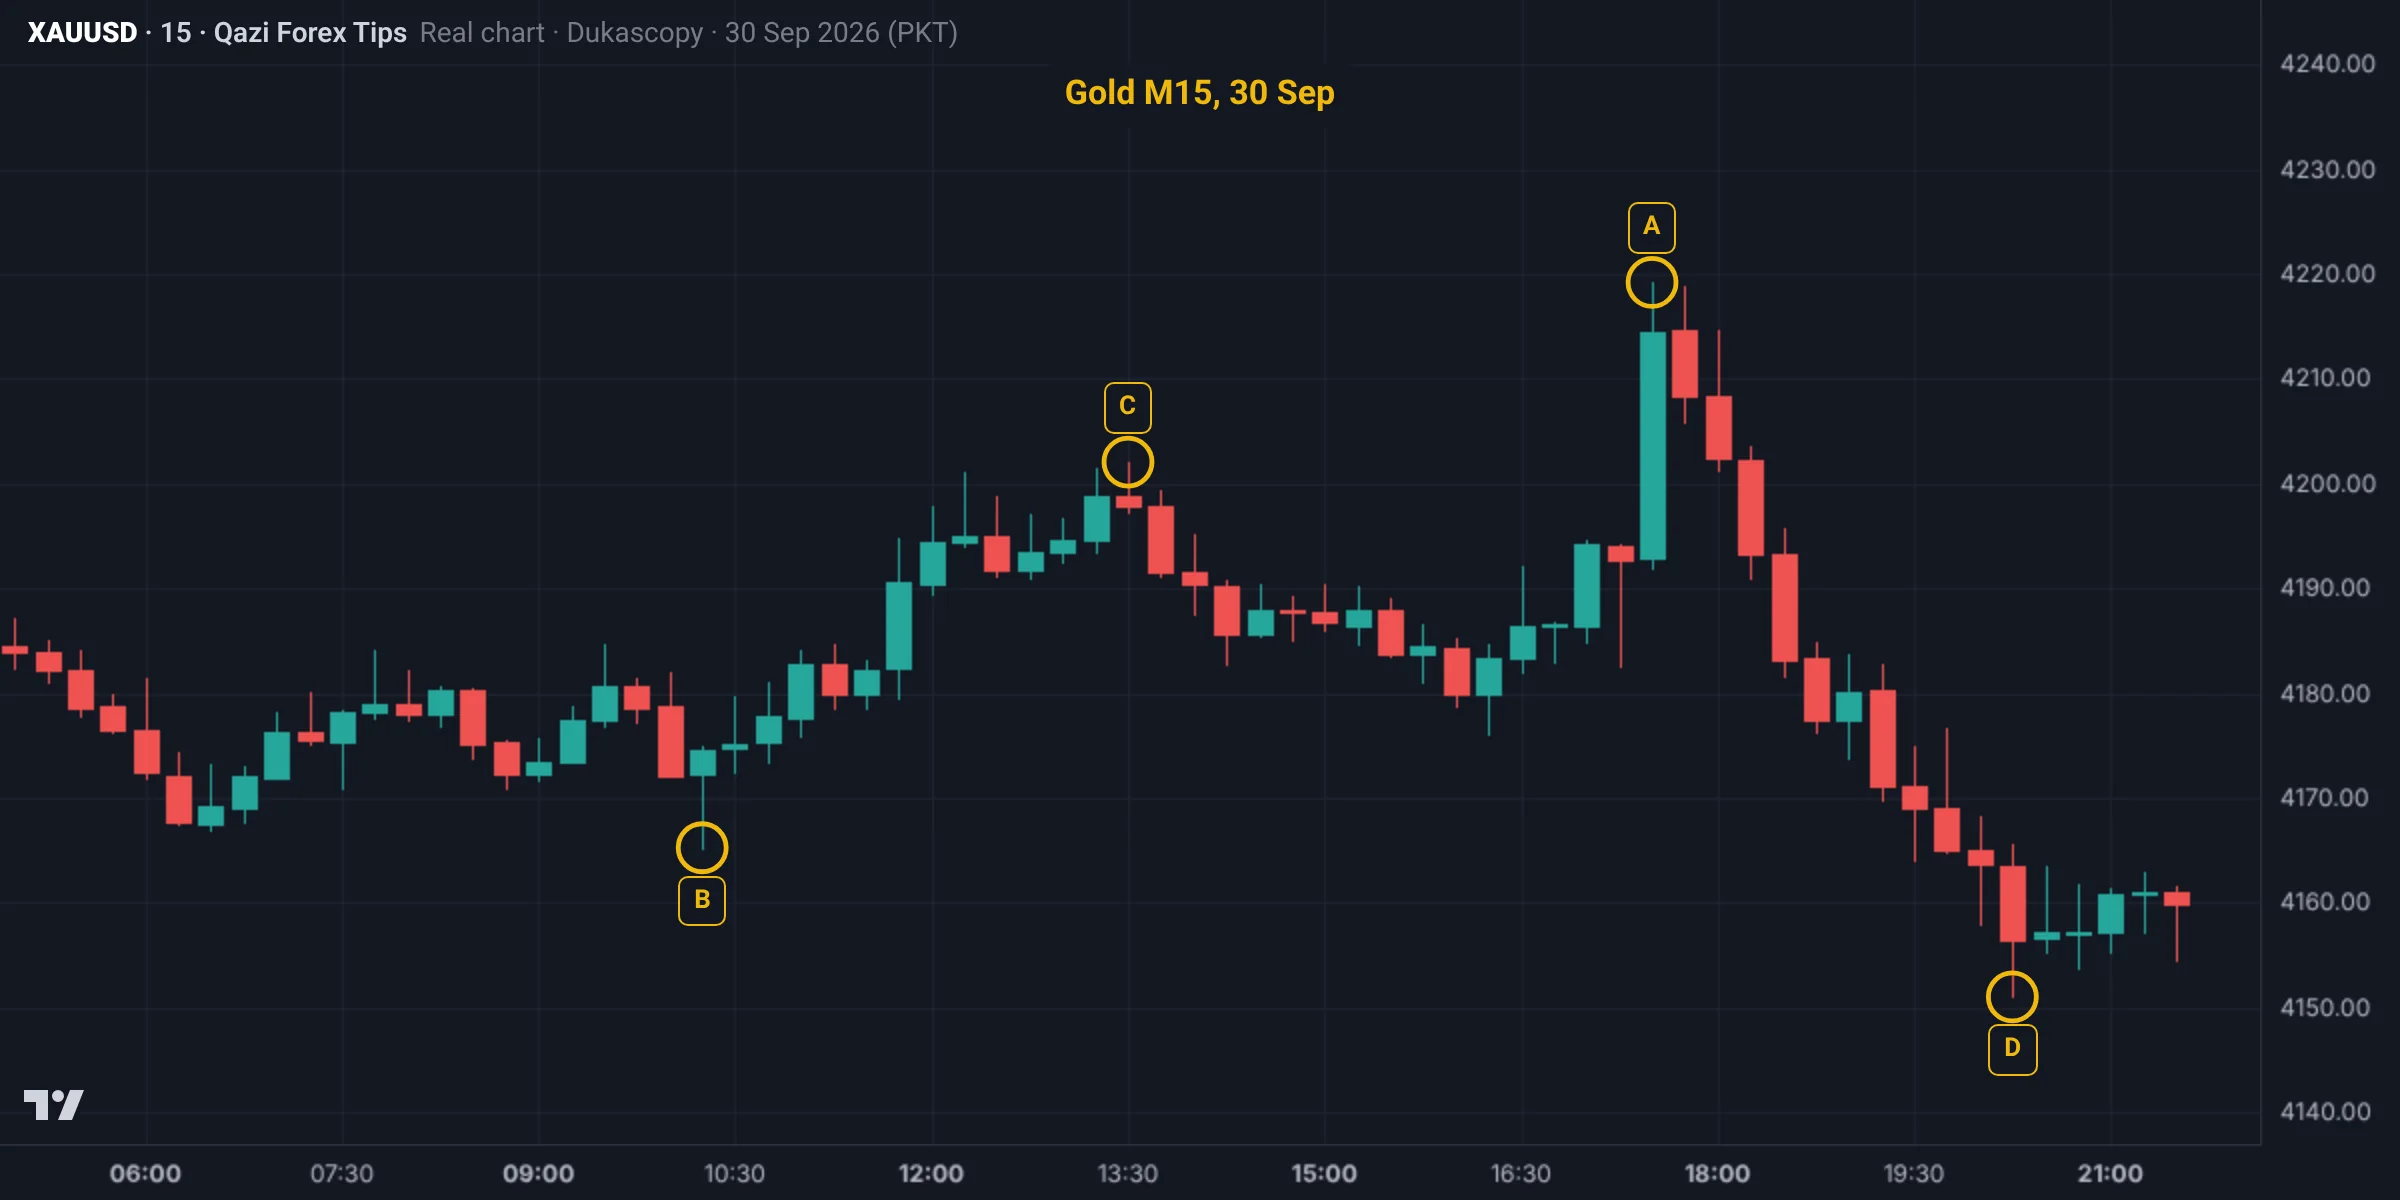 XAUUSD · 15 · Qazi Forex Tips Real chart · Dukascopy · 30 Sep 2026 (PKT)
Gold M15, 30 Sep
A
C
B
D
4240.00
4230.00
4220.00
4210.00
4200.00
4190.00
4180.00
4170.00
4160.00
4150.00
4140.00
06:00 07:30 09:00 10:30 12:00 13:30 15:00 16:30 18:00 19:30 21:00